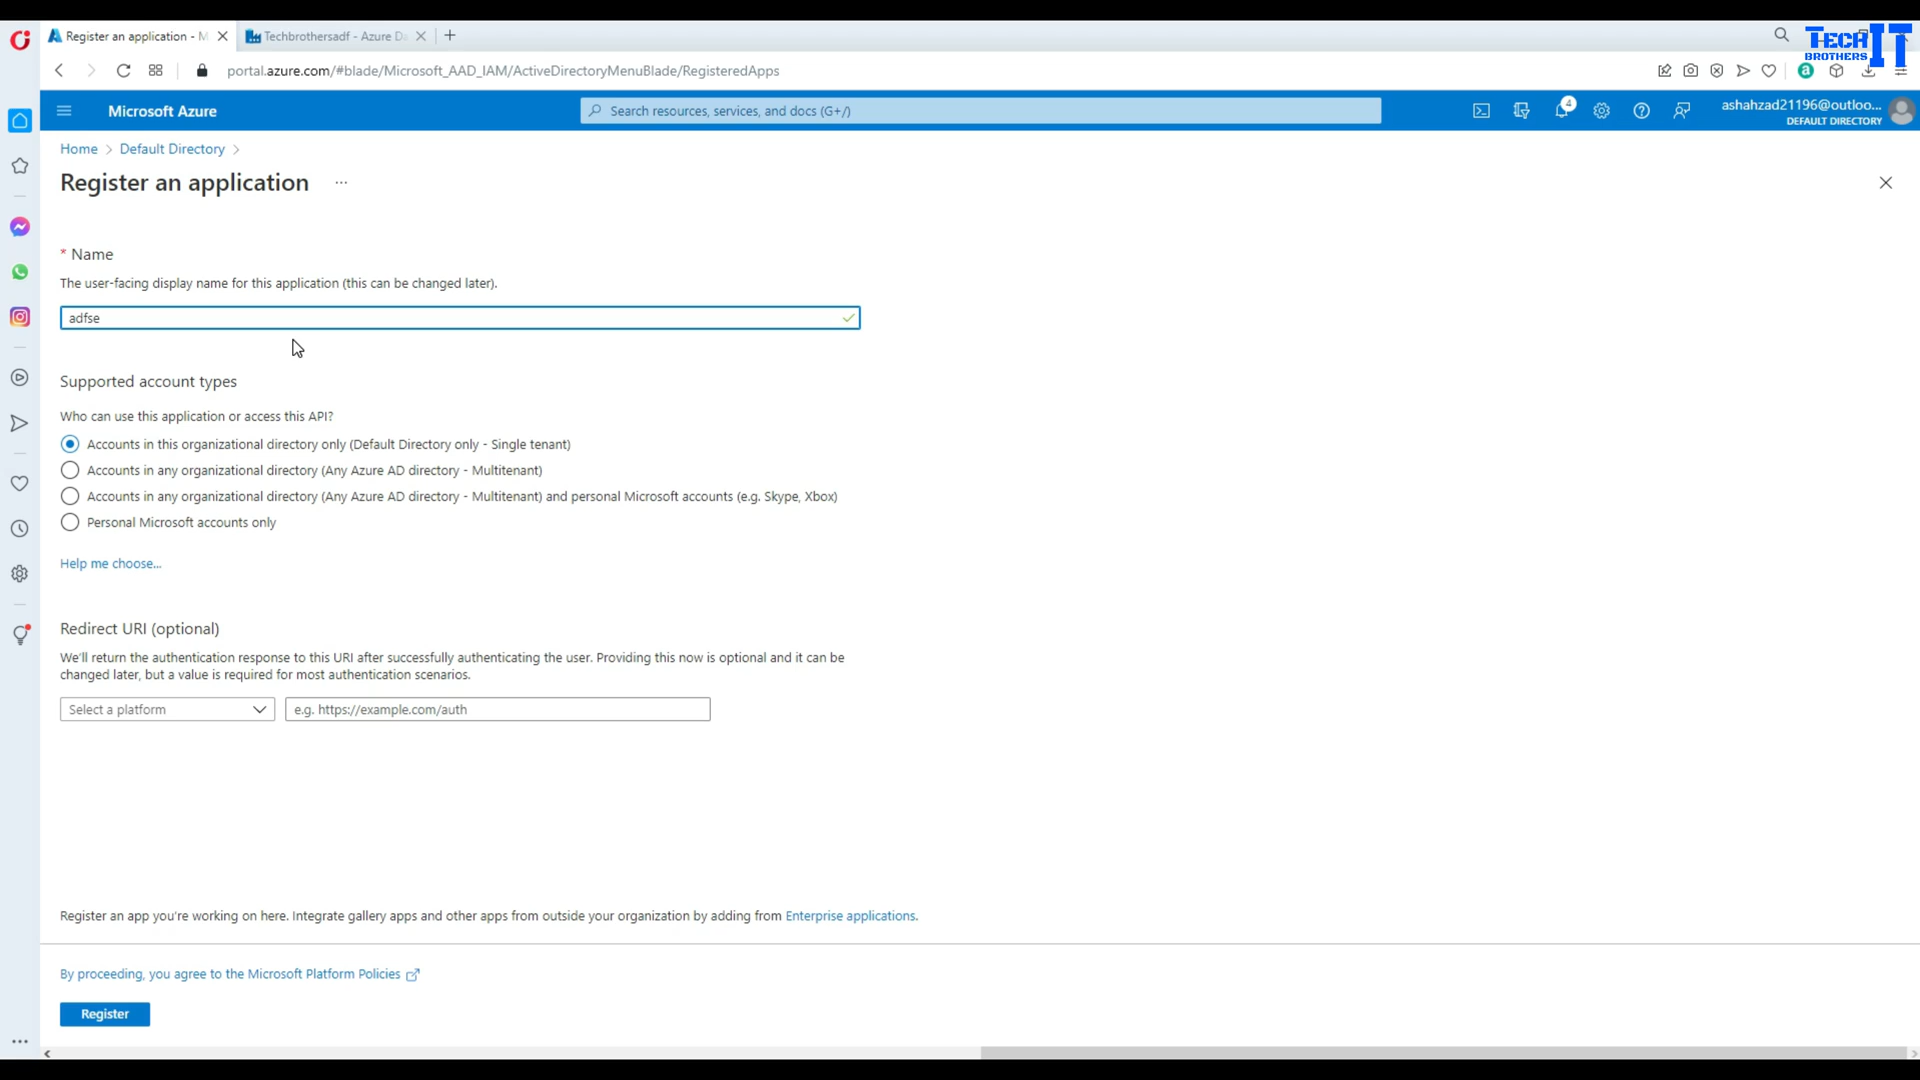 Register an application - M
Techbrothersadf - Azure Da
TECH IT
BROTHERS
portal.azure.com/#blade/Microsoft_AAD_IAM/ActiveDirectoryMenuBlade/RegisteredApps
Microsoft Azure
Search resources, services, and docs (G+/)
4
ashahzad21196@outloo...
DEFAULT DIRECTORY
Home > Default Directory >
Register an application ...
* Name
The user-facing display name for this application (this can be changed later).
adfse
Supported account types
Who can use this application or access this API?
Accounts in this organizational directory only (Default Directory only - Single tenant)
Accounts in any organizational directory (Any Azure AD directory - Multitenant)
Accounts in any organizational directory (Any Azure AD directory - Multitenant) and personal Microsoft accounts (e.g. Skype, Xbox)
Personal Microsoft accounts only
Help me choose...
Redirect URI (optional)
We'll return the authentication response to this URI after successfully authenticating the user. Providing this now is optional and it can be
changed later, but a value is required for most authentication scenarios.
Select a platform
e.g. https://example.com/auth
Register an app you're working on here. Integrate gallery apps and other apps from outside your organization by adding from Enterprise applications.
By proceeding, you agree to the Microsoft Platform Policies
Register